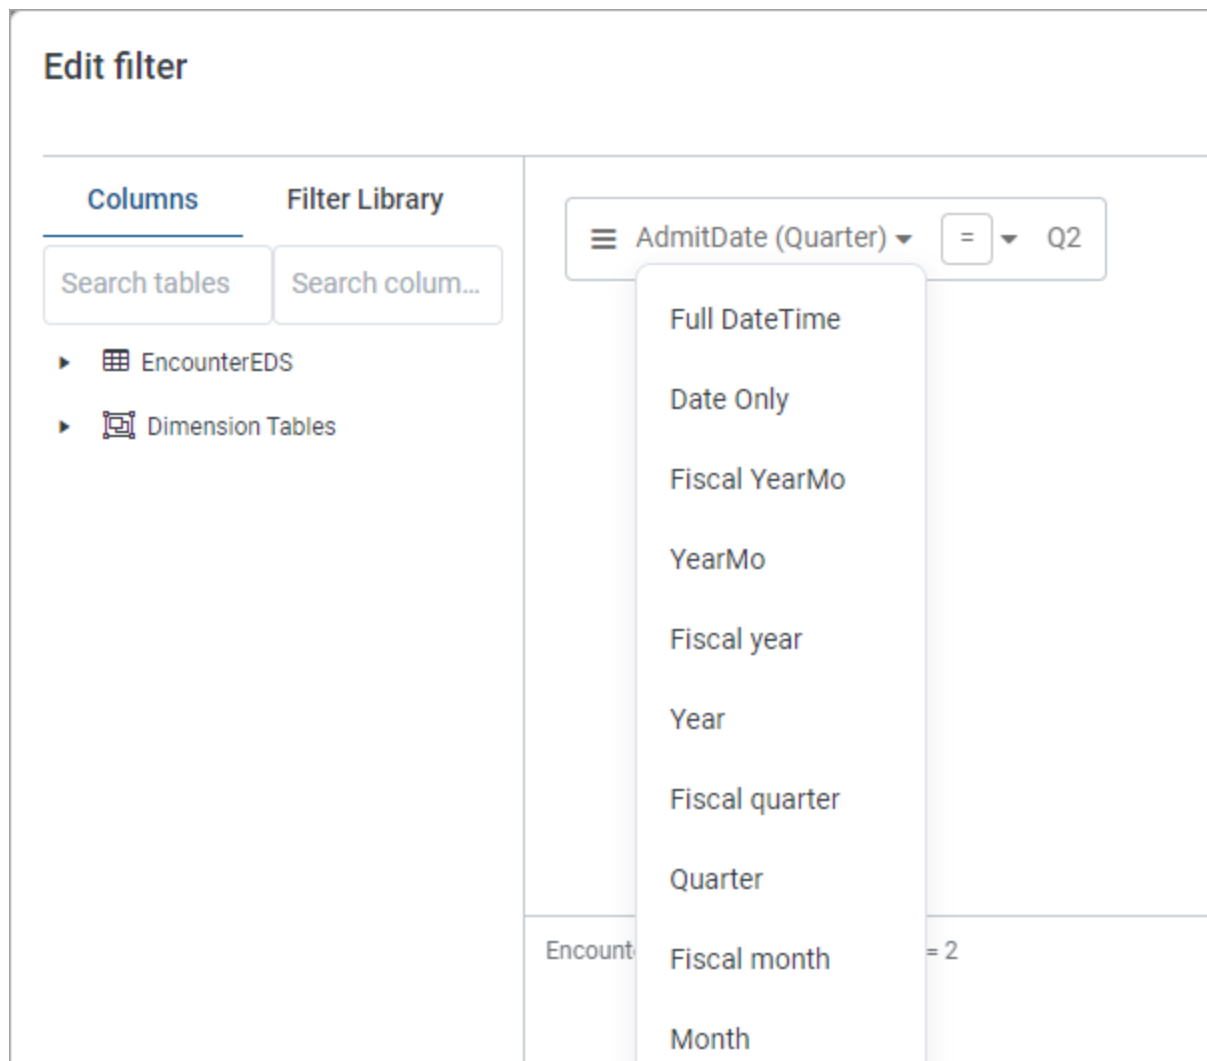 Edit filter
Columns Filter Library
Search tables Search colum...
EncounterEDS
Dimension Tables
AdmitDate (Quarter) = Q2
Full DateTime
Date Only
Fiscal YearMo
YearMo
Fiscal year
Year
Fiscal quarter
Quarter
Fiscal month
Month
Encount = 2